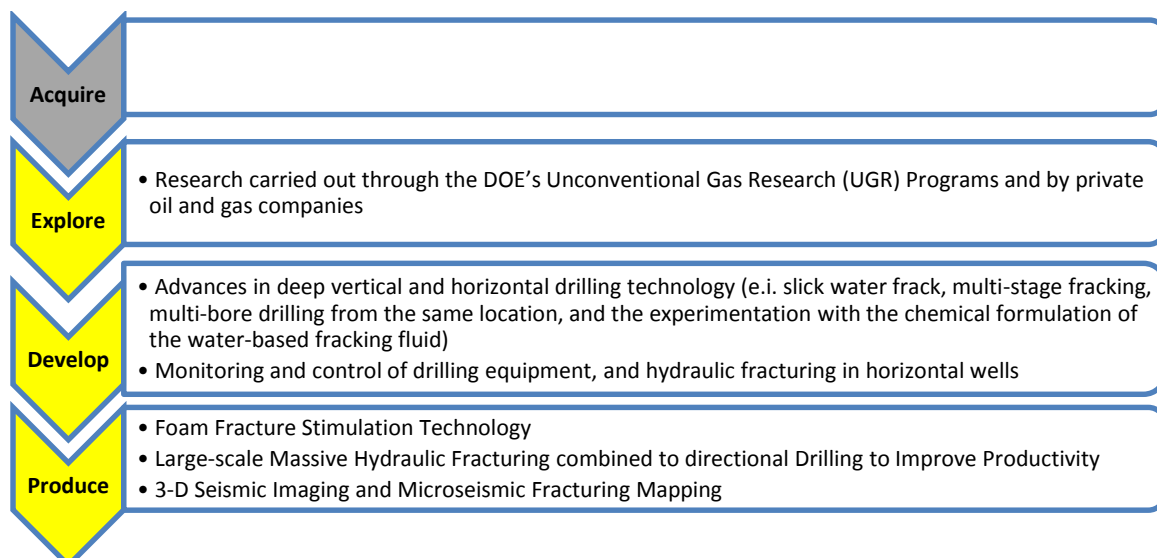 Acquire
Explore
• Research carried out through the DOE's Unconventional Gas Research (UGR) Programs and by private
oil and gas companies
Develop
• Advances in deep vertical and horizontal drilling technology (e.i. slick water frack, multi-stage fracking,
multi-bore drilling from the same location, and the experimentation with the chemical formulation of
the water-based fracking fluid)
• Monitoring and control of drilling equipment, and hydraulic fracturing in horizontal wells
Produce
• Foam Fracture Stimulation Technology
• Large-scale Massive Hydraulic Fracturing combined to directional Drilling to Improve Productivity
• 3-D Seismic Imaging and Microseismic Fracturing Mapping